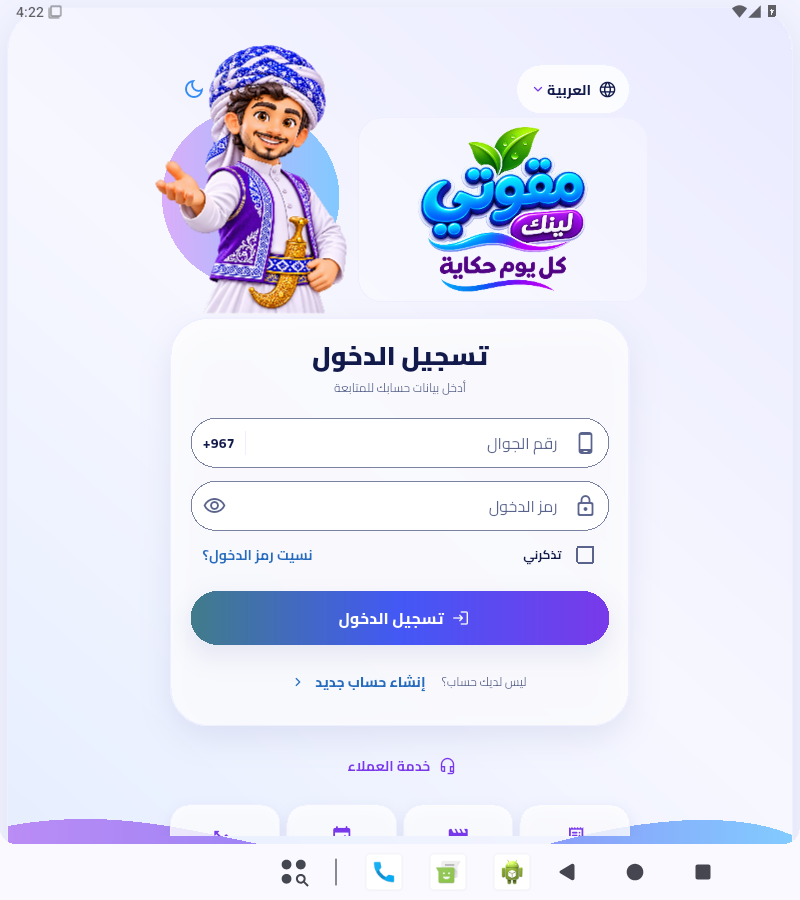 4:22
العربية
مقوتي
لينك
كل يوم حكاية
تسجيل الدخول
أدخل بيانات حسابك للمتابعة
رقم الجوال
+967
رمز الدخول
تذكرني
نسيت رمز الدخول؟
تسجيل الدخول
ليس لديك حساب؟ إنشاء حساب جديد
خدمة العملاء